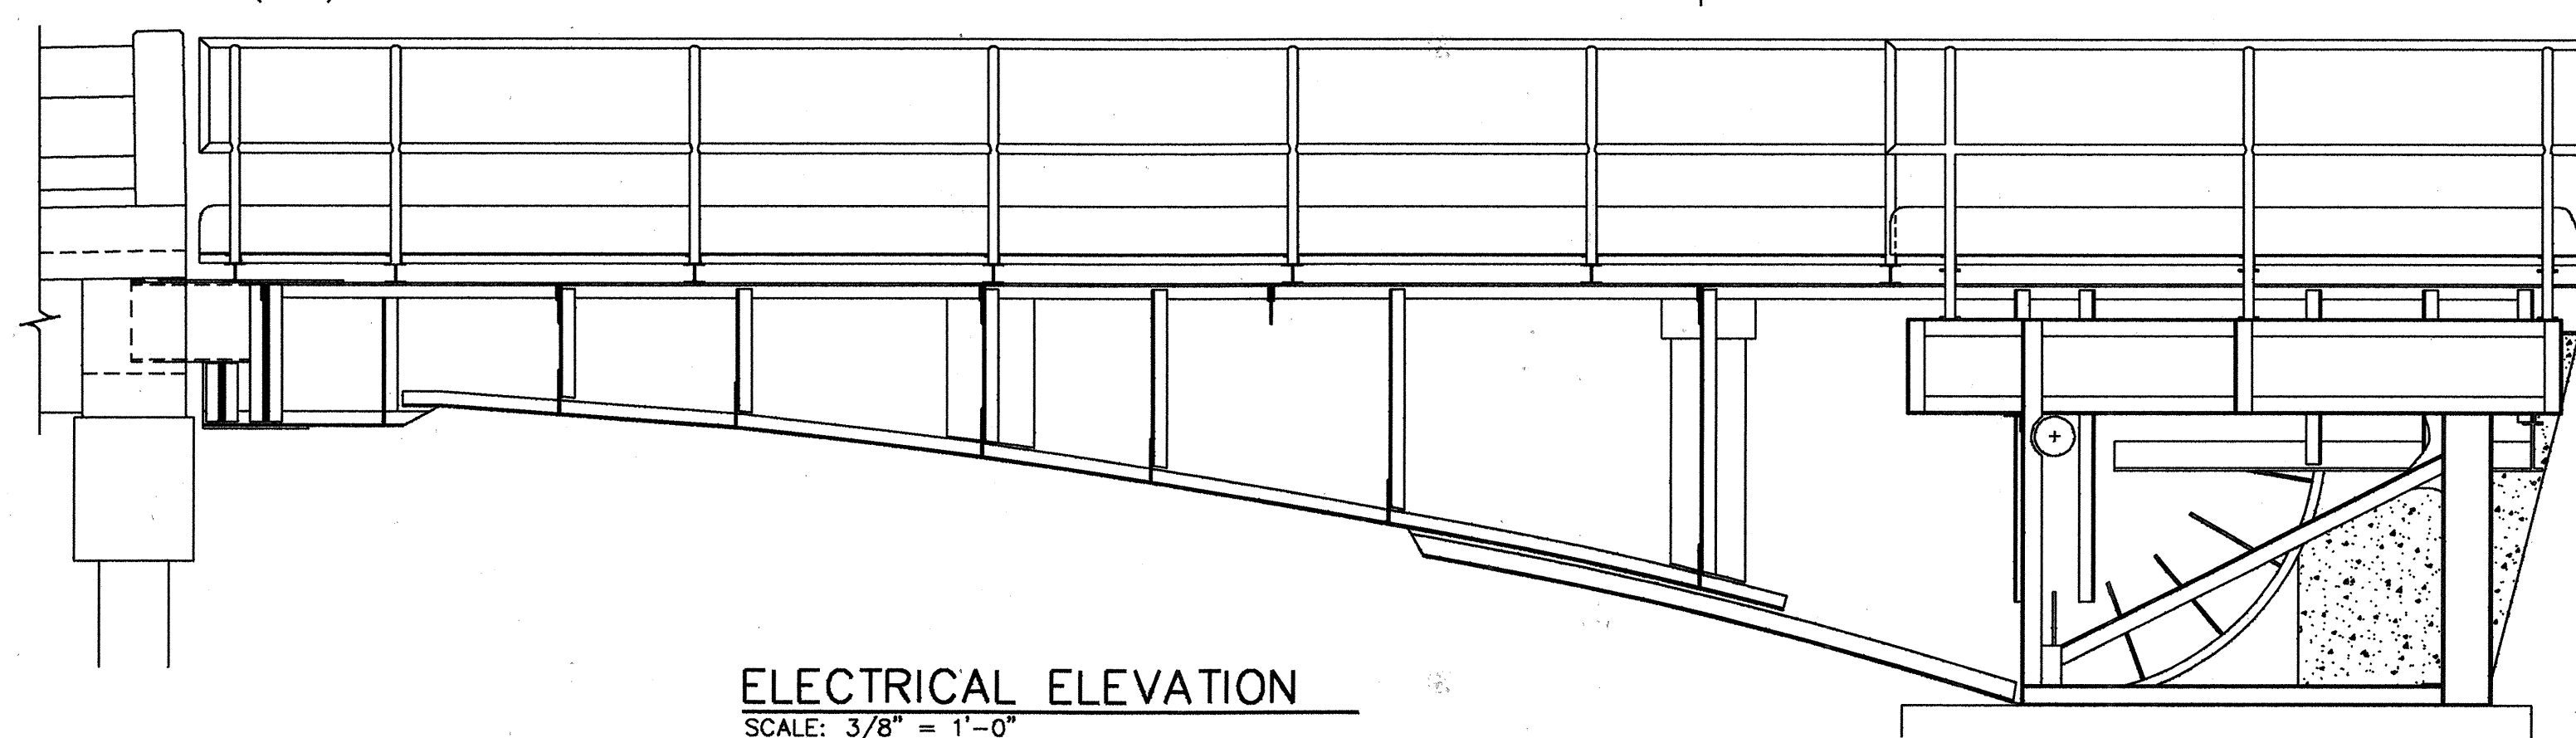 ELECTRICAL ELEVATION
SCALE: 3/8" = 1'-0"